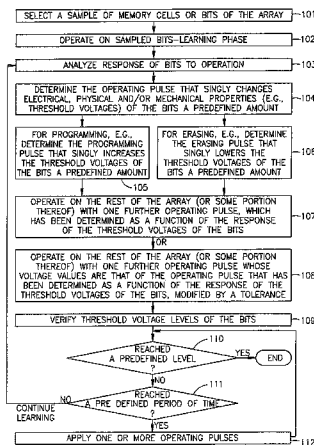 SELECT A SAMPLE OF MEMORY CELLS OR BITS OF THE ARRAY
101
OPERATE ON SAMPLED BITS-LEARNING PHASE
102
ANALYZE RESPONSE OF BITS TO OPERATION
103
DETERMINE THE OPERATING PULSE THAT SINGLY CHANGES
ELECTRICAL, PHYSICAL AND/OR MECHANICAL PROPERTIES (E.G.,
THRESHOLD VOLTAGES) OF THE BITS A PREDEFINED AMOUNT
104
FOR PROGRAMMING, E.G.,
DETERMINE THE PROGRAMMING
PULSE THAT SINGLY INCREASES
THE THRESHOLD VOLTAGES OF
THE BITS A PREDEFINED AMOUNT
105
FOR ERASING, E.G., DETERMINE
THE ERASING PULSE THAT
SINGLY LOWERS THE
THRESHOLD VOLTAGES OF THE
BITS A PREDEFINED AMOUNT
106
OPERATE ON THE REST OF THE ARRAY (OR SOME PORTION
THEREOF) WITH ONE FURTHER OPERATING PULSE, WHICH
HAS BEEN DETERMINED AS A FUNCTION OF THE RESPONSE
OF THE THRESHOLD VOLTAGES OF THE BITS
107
OR
OPERATE ON THE REST OF THE ARRAY (OR SOME PORTION
THEREOF) WITH ONE FURTHER OPERATING PULSE WHOSE
VOLTAGE VALUES ARE THAT OF THE OPERATING PULSE THAT HAS
BEEN DETERMINED AS A FUNCTION OF THE RESPONSE OF THE
THRESHOLD VOLTAGES OF THE BITS, MODIFIED BY A TOLERANCE
108
VERIFY THRESHOLD VOLTAGE LEVELS OF THE BITS
109
110
REACHED
A PREDEFINED LEVEL
?
YES
END
NO
111
REACHED
A PRE DEFINED PERIOD OF TIME
?
NO
CONTINUE
LEARNING
YES
APPLY ONE OR MORE OPERATING PULSES
112